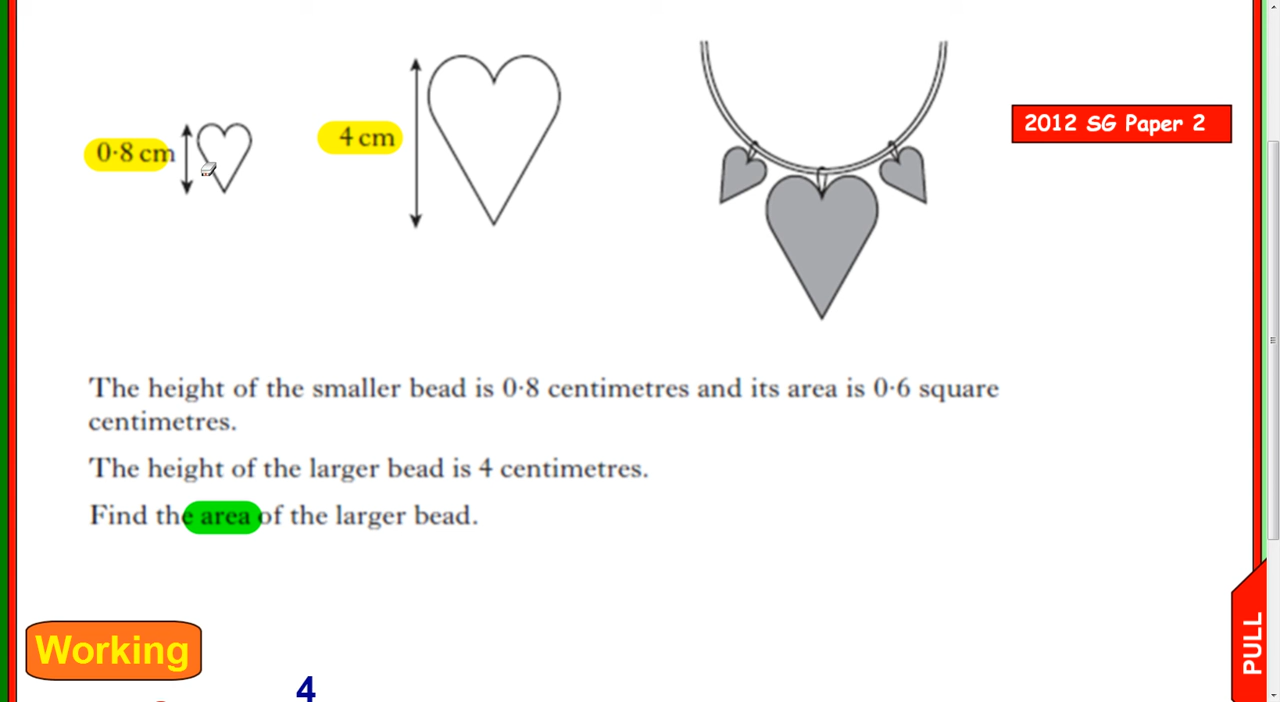 0·8 cm
4 cm
2012 SG Paper 2
The height of the smaller bead is 0·8 centimetres and its area is 0·6 square
centimetres.
The height of the larger bead is 4 centimetres.
Find the area of the larger bead.
Working
4
PULL